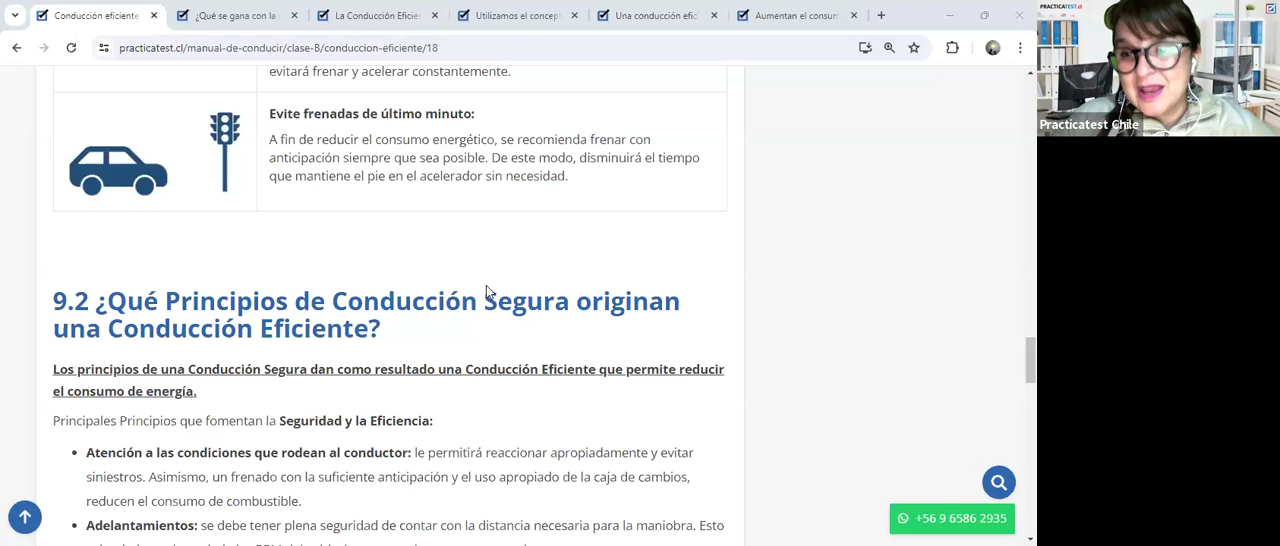 Conducción eficiente
¿Qué se gana con la
La Conducción Eficie
Utilizamos el concep
Una conducción efic
Aumentan el consum
practicatest.cl/manual-de-conducir/clase-B/conduccion-eficiente/18
PRACTICATEST.cl
Practicatest Chile
evitará frenar y acelerar constantemente.
Evite frenadas de último minuto:
A fin de reducir el consumo energético, se recomienda frenar con
anticipación siempre que sea posible. De este modo, disminuirá el tiempo
que mantiene el pie en el acelerador sin necesidad.
9.2 ¿Qué Principios de Conducción Segura originan
una Conducción Eficiente?
Los principios de una Conducción Segura dan como resultado una Conducción Eficiente que permite reducir
el consumo de energía.
Principales Principios que fomentan la Seguridad y la Eficiencia:
• Atención a las condiciones que rodean al conductor: le permitirá reaccionar apropiadamente y evitar
siniestros. Asimismo, un frenado con la suficiente anticipación y el uso apropiado de la caja de cambios,
reducen el consumo de combustible.
• Adelantamientos: se debe tener plena seguridad de contar con la distancia necesaria para la maniobra. Esto
+56 9 6586 2935